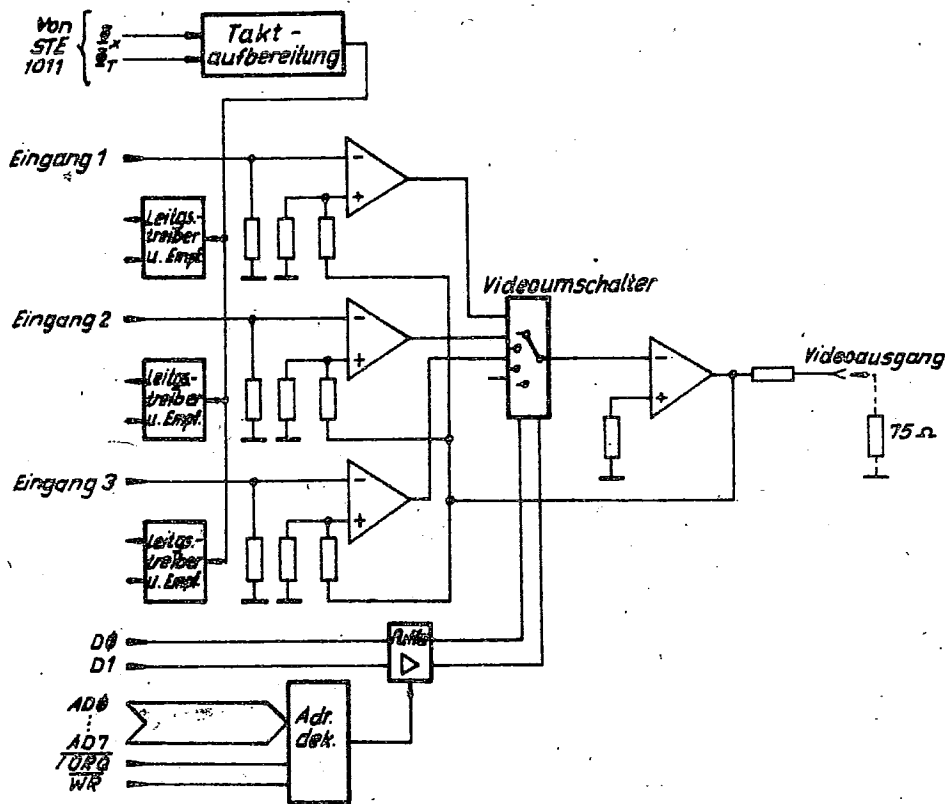 Von
STE
1011
X
T
Takt-
aufbereitung
Eingang 1
-
+
Leitgs.-
treiber
u. Empf.
Videoumschalter
Eingang 2
-
+
Leitgs.-
treiber
u. Empf.
-
+
Videoausgang
75 Ω
Eingang 3
-
+
Leitgs.-
treiber
u. Empf.
D0
D1
AD0
AD7
IORQ
WR
Adr.
dek.